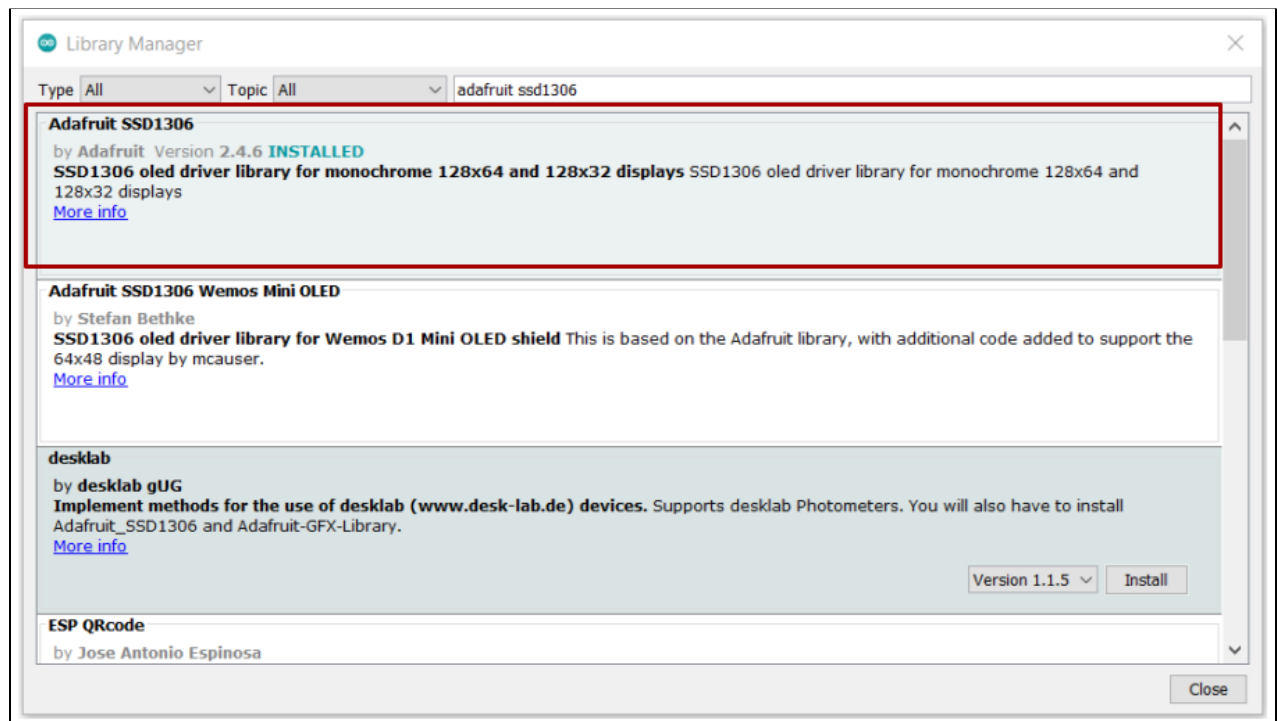 Library Manager
Type All Topic All adafruit ssd1306
Adafruit SSD1306
by Adafruit Version 2.4.6 INSTALLED
SSD1306 oled driver library for monochrome 128x64 and 128x32 displays SSD1306 oled driver library for monochrome 128x64 and
128x32 displays
More info
Adafruit SSD1306 Wemos Mini OLED
by Stefan Bethke
SSD1306 oled driver library for Wemos D1 Mini OLED shield This is based on the Adafruit library, with additional code added to support the
64x48 display by mcauser.
More info
desklab
by desklab gUG
Implement methods for the use of desklab (www.desk-lab.de) devices. Supports desklab Photometers. You will also have to install
Adafruit_SSD1306 and Adafruit-GFX-Library.
More info
Version 1.1.5 Install
ESP QRcode
by Jose Antonio Espinosa
Close